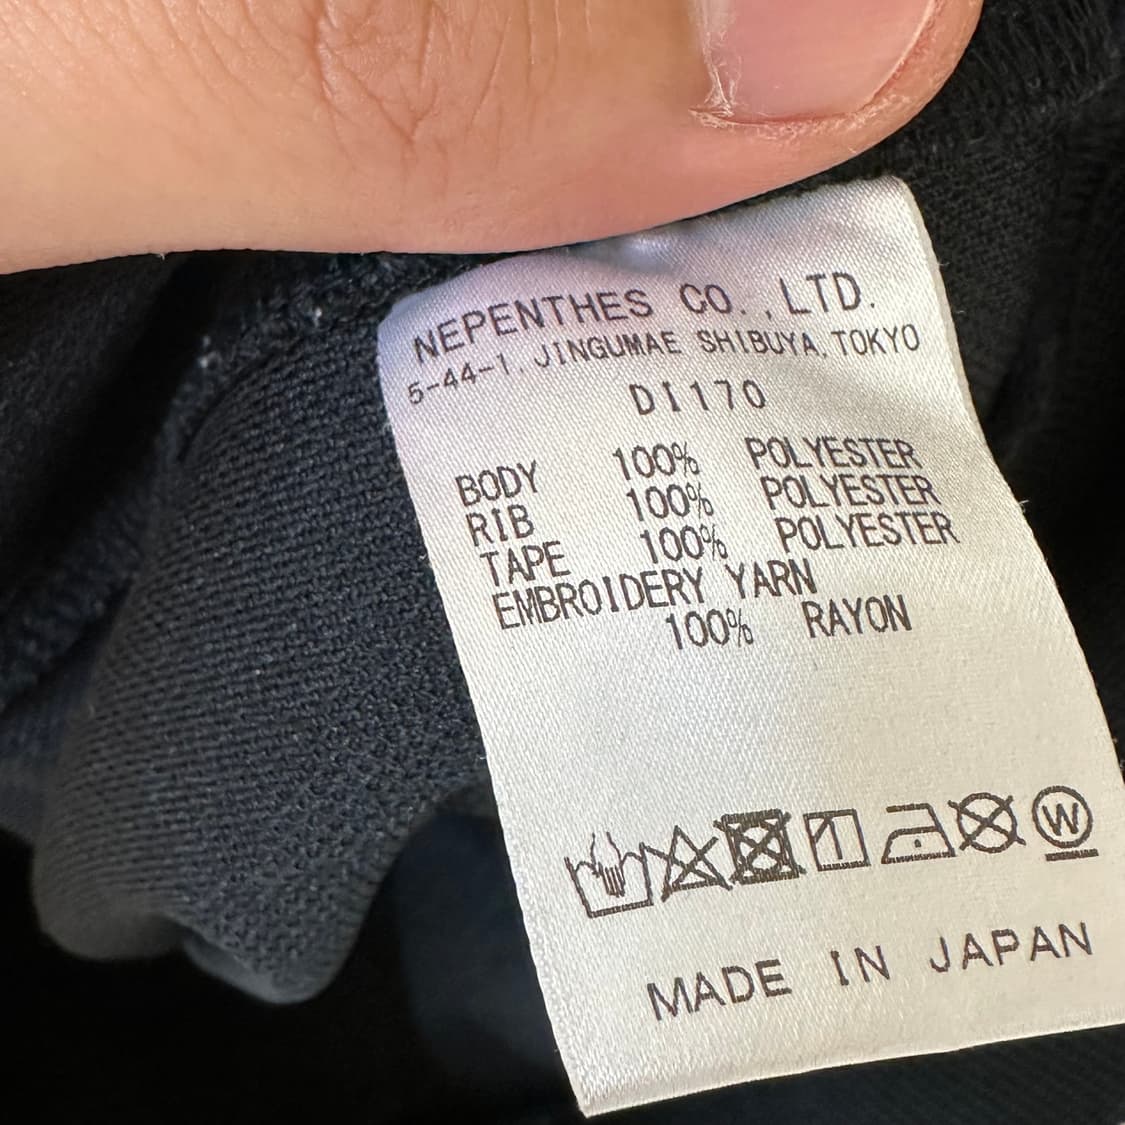 NEPENTHES CO.,LTD.
5-44-1, JINGUMAE SHIBUYA, TOKYO
DI170
BODY 100% POLYESTER
RIB 100% POLYESTER
TAPE 100% POLYESTER
EMBROIDERY YARN
100% RAYON
W
MADE IN JAPAN